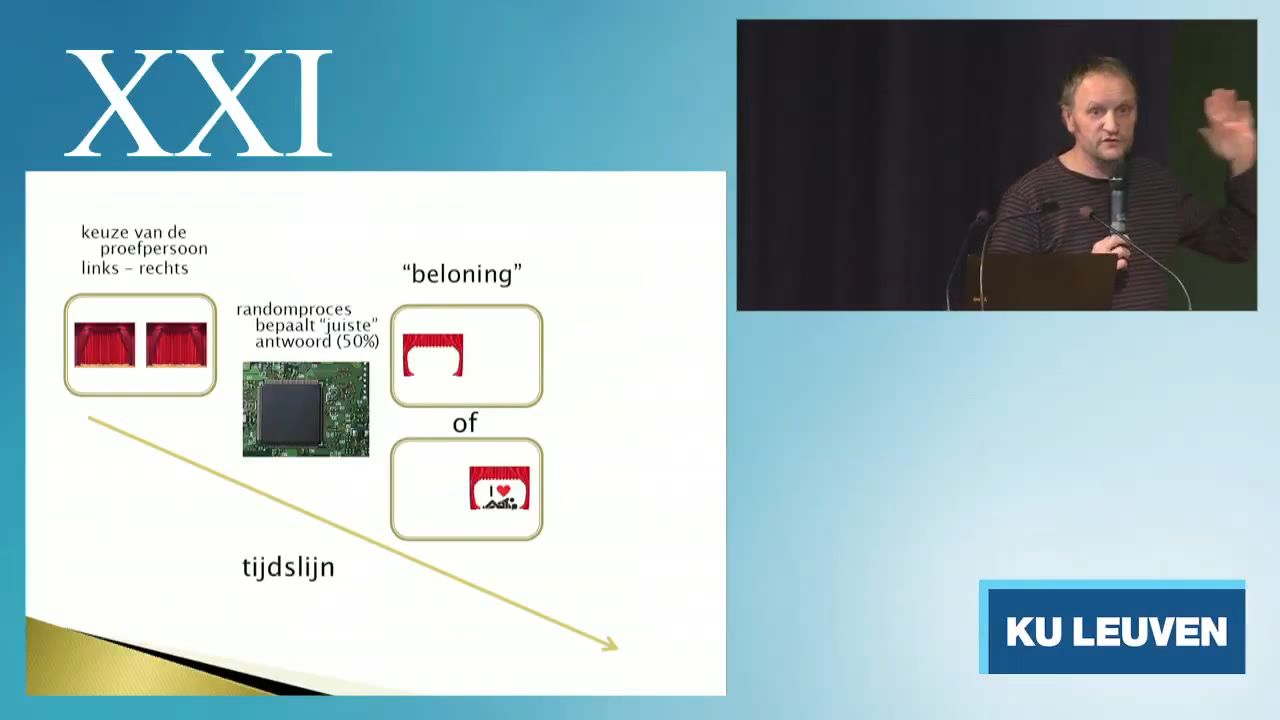 XXI
keuze van de
proefpersoon
links – rechts
randomproces
bepaalt “juiste”
antwoord (50%)
“beloning”
of
I
tijdslijn
KU LEUVEN